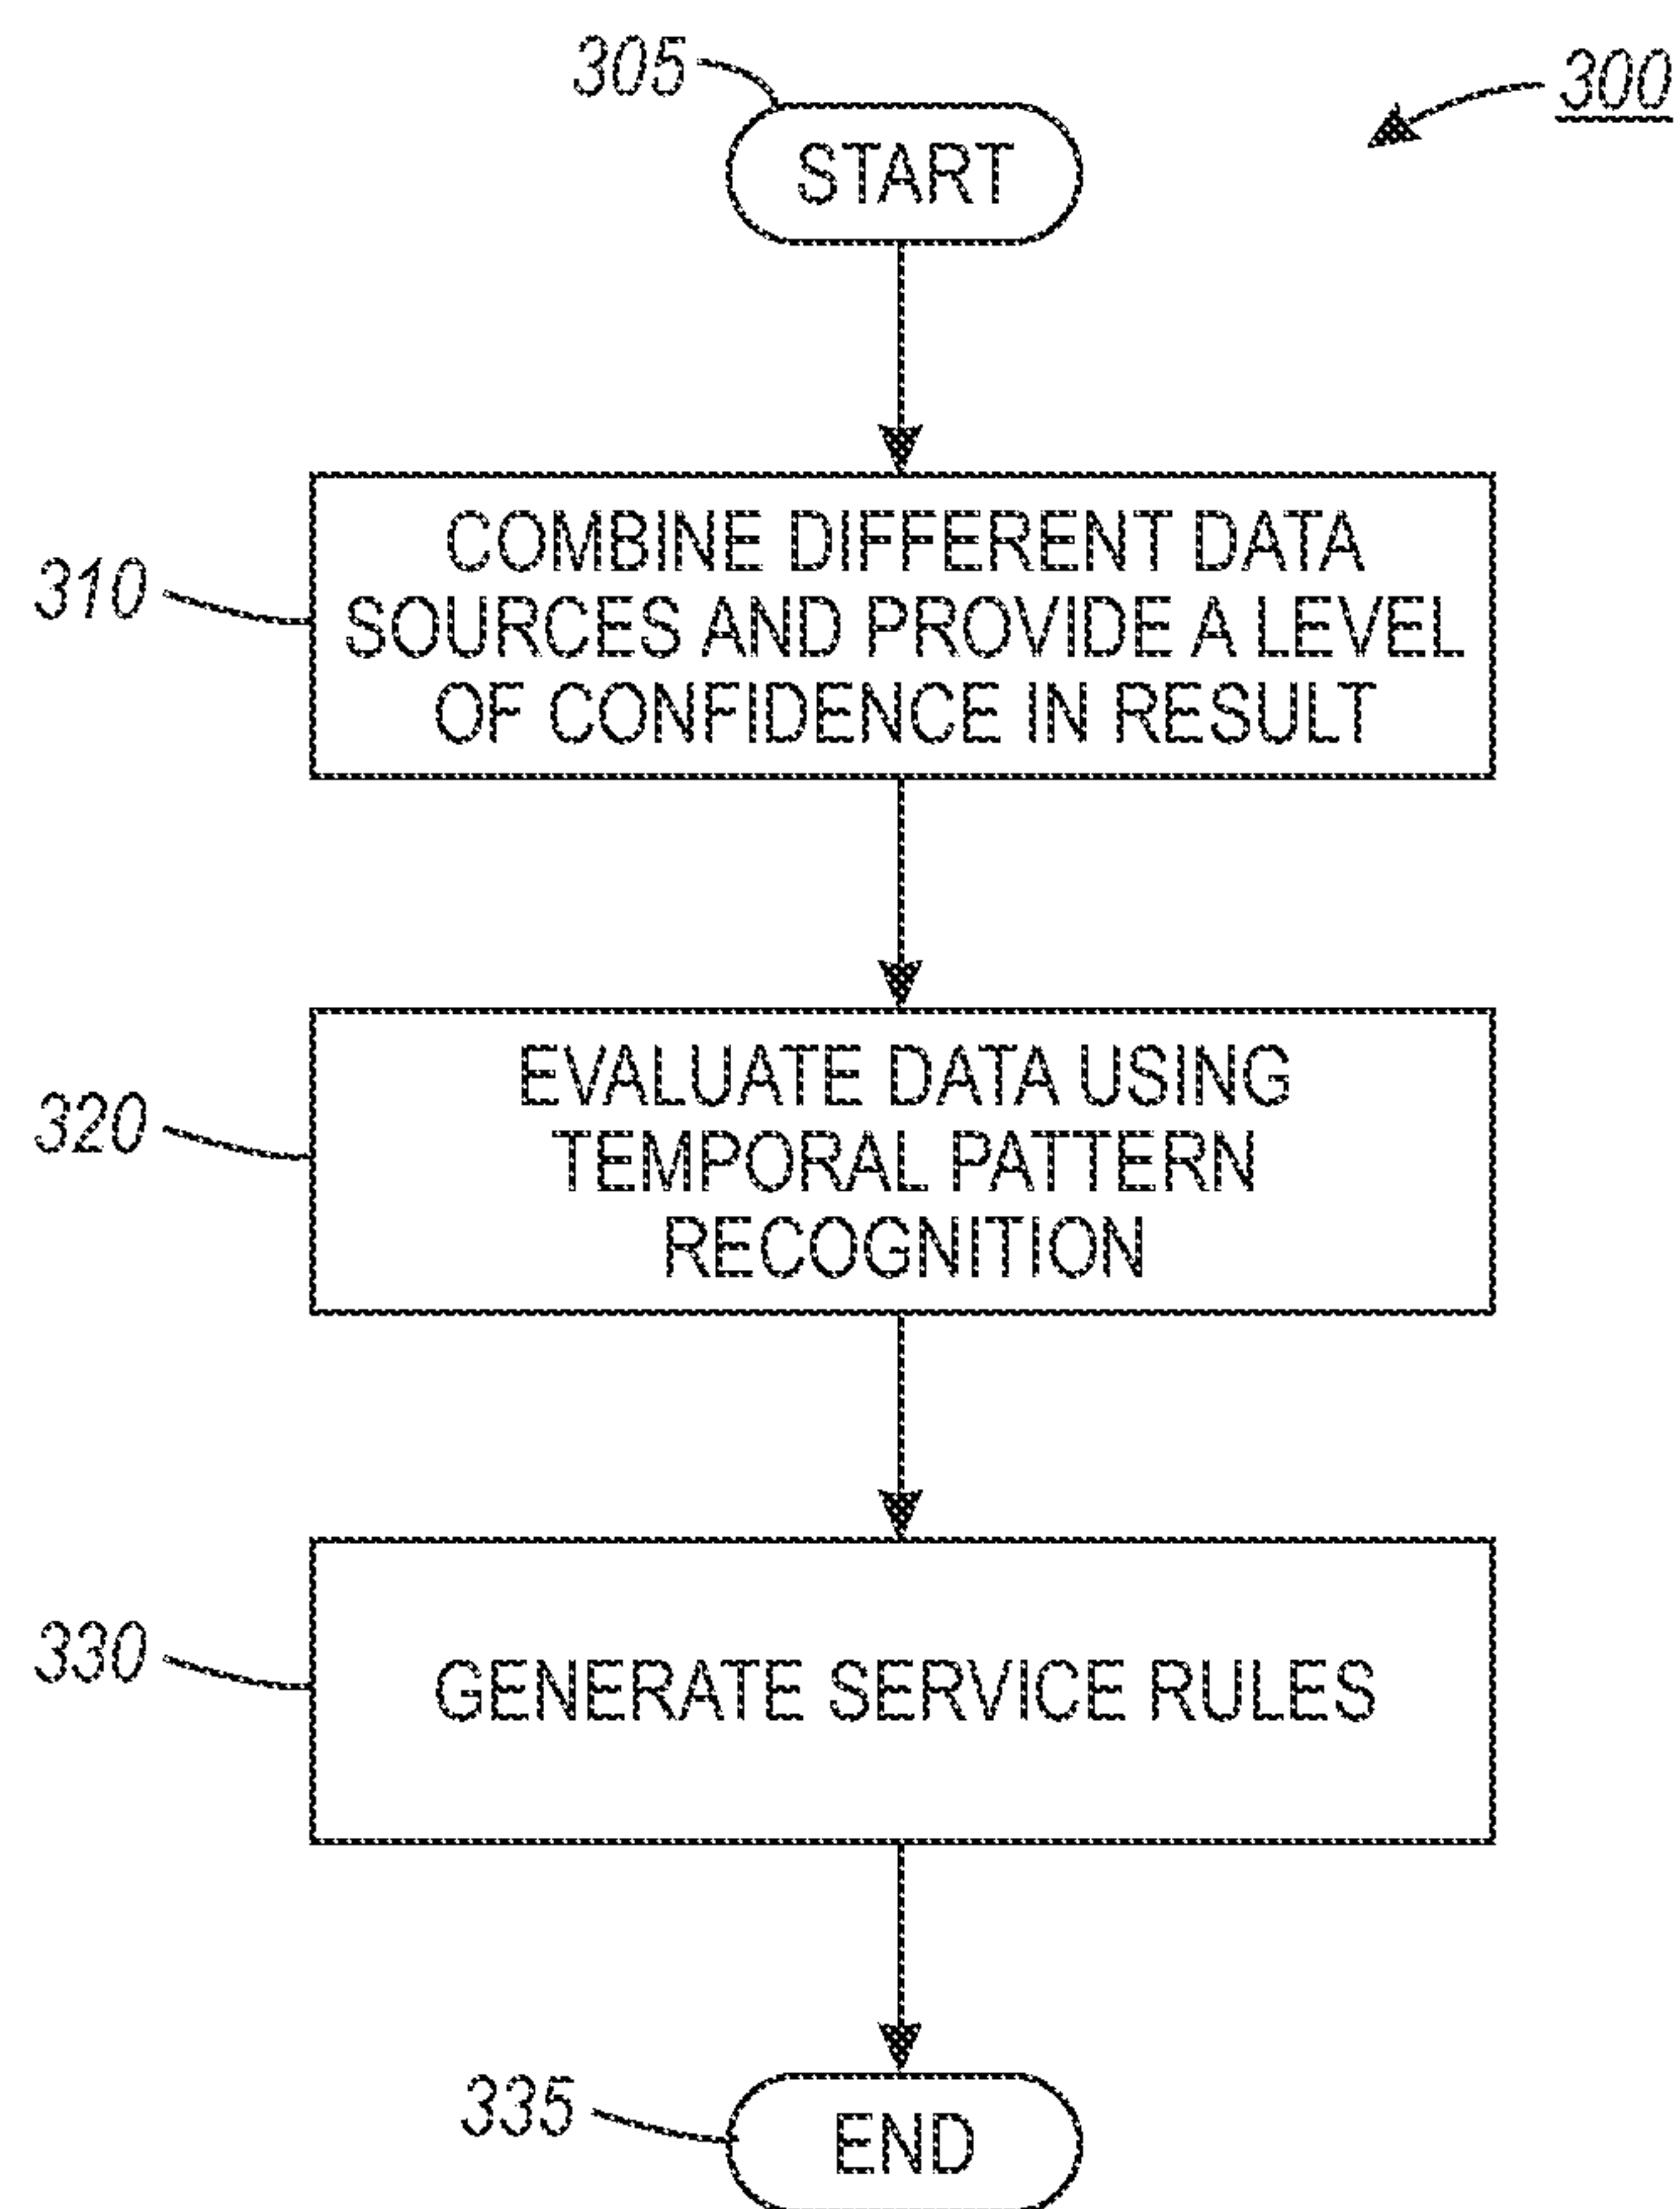 305
300
START
310
COMBINE DIFFERENT DATA
SOURCES AND PROVIDE A LEVEL
OF CONFIDENCE IN RESULT
320
EVALUATE DATA USING
TEMPORAL PATTERN
RECOGNITION
330
GENERATE SERVICE RULES
335
END